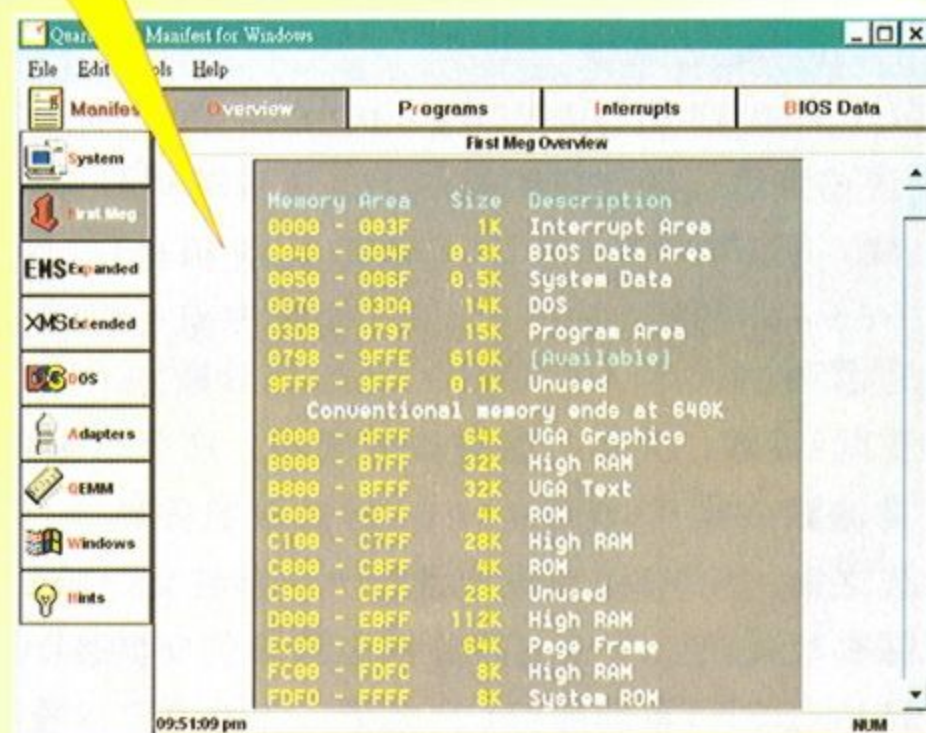 Manifest for Windows
File Edit Help
Overview Programs Interrupts BIOS Data
First Meg Overview
System
First Meg
EMS Expanded
XMS Extended
DOS
Adapters
QEMM
Windows
Hints
Memory Area Size Description
0000 - 003F 1K Interrupt Area
0040 - 004F 0.3K BIOS Data Area
0050 - 006F 0.5K System Data
0070 - 03DA 14K DOS
03DB - 0797 15K Program Area
0798 - 9FFE 610K [Available]
9FFF - 9FFF 0.1K Unused
Conventional memory ends at 640K
A000 - AFFF 64K VGA Graphics
B000 - B7FF 32K High RAM
B800 - BFFF 32K VGA Text
C000 - C0FF 4K ROM
C100 - C7FF 28K High RAM
C800 - C8FF 4K ROM
C900 - CFFF 28K Unused
D000 - EBFF 112K High RAM
EC00 - FBFF 64K Page Frame
FC00 - FDFC 8K High RAM
FDFD - FFFF 8K System ROM
09:51:09 pm NUM